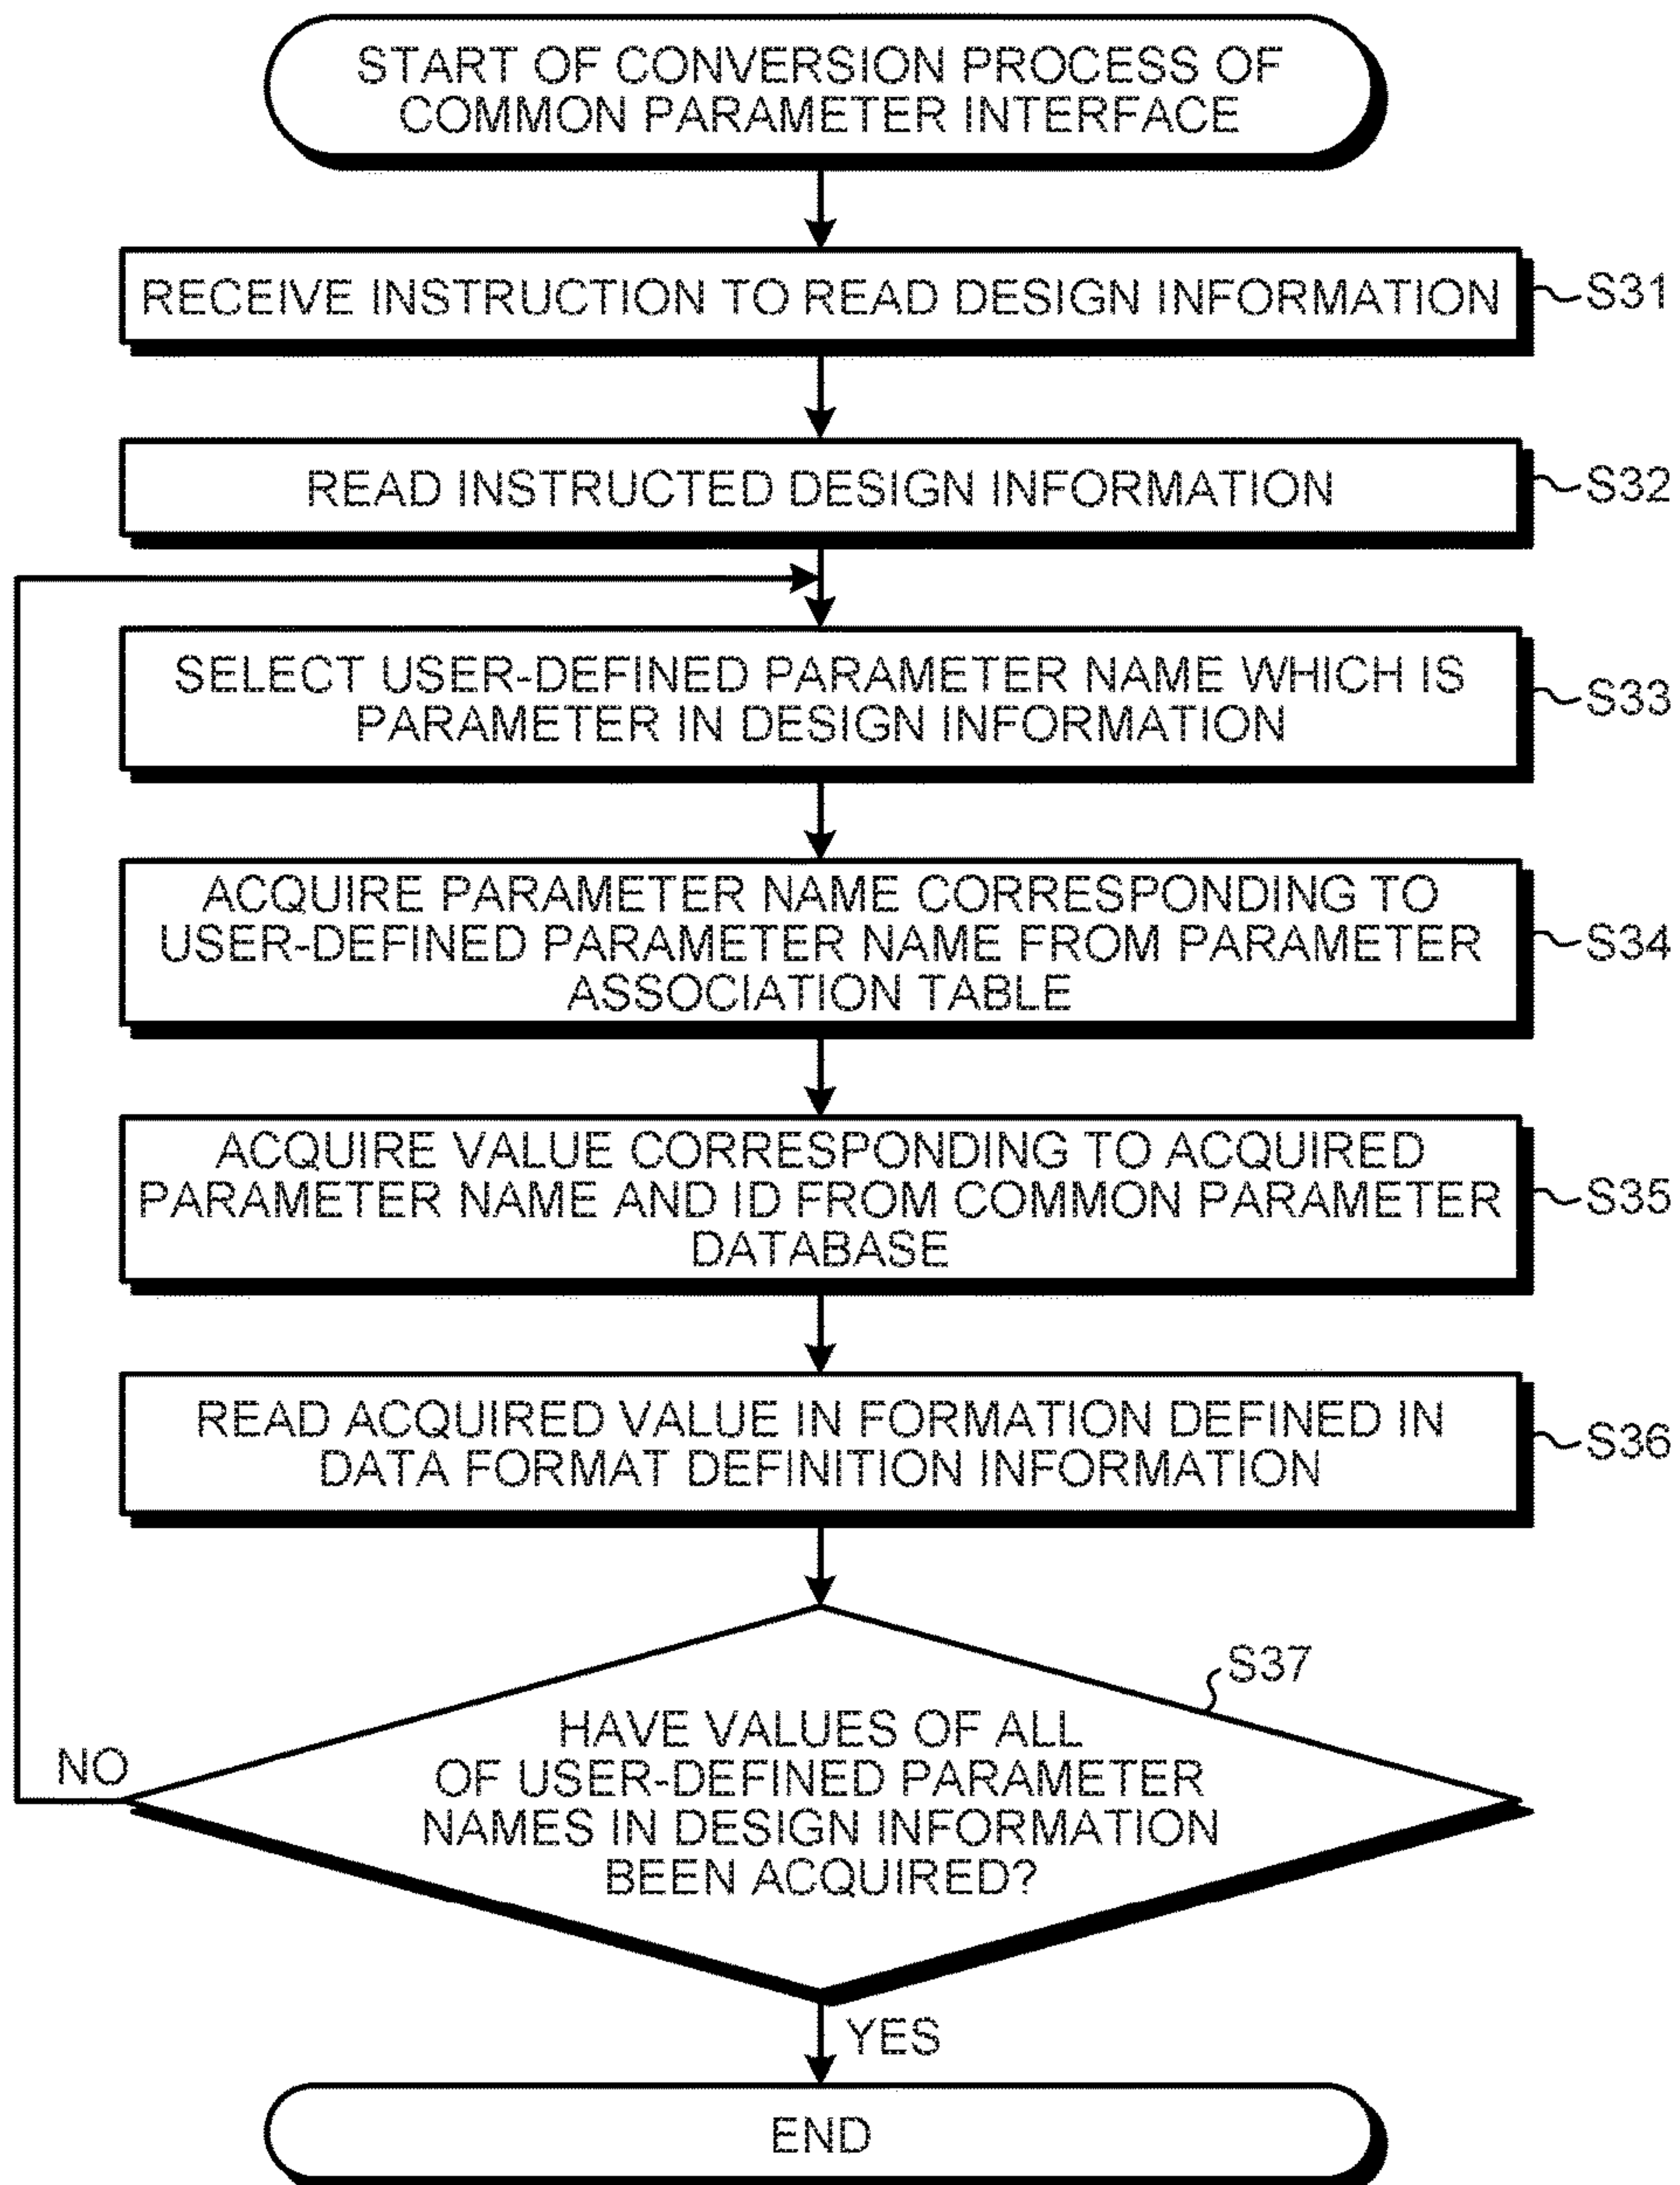 START OF CONVERSION PROCESS OF
COMMON PARAMETER INTERFACE
RECEIVE INSTRUCTION TO READ DESIGN INFORMATION
S31
READ INSTRUCTED DESIGN INFORMATION
S32
SELECT USER-DEFINED PARAMETER NAME WHICH IS
PARAMETER IN DESIGN INFORMATION
S33
ACQUIRE PARAMETER NAME CORRESPONDING TO
USER-DEFINED PARAMETER NAME FROM PARAMETER
ASSOCIATION TABLE
S34
ACQUIRE VALUE CORRESPONDING TO ACQUIRED
PARAMETER NAME AND ID FROM COMMON PARAMETER
DATABASE
S35
READ ACQUIRED VALUE IN FORMATION DEFINED IN
DATA FORMAT DEFINITION INFORMATION
S36
S37
HAVE VALUES OF ALL
OF USER-DEFINED PARAMETER
NAMES IN DESIGN INFORMATION
BEEN ACQUIRED?
NO
YES
END